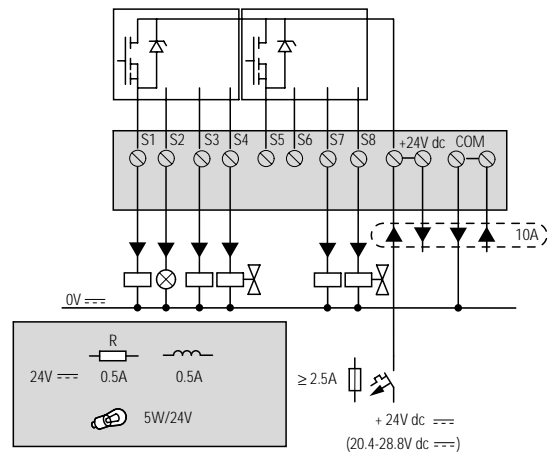 S1 S2 S3 S4 S5 S6 S7 S8 +24V dc COM
10A
0V
R
24V 0.5A 0.5A
5W/24V
≥ 2.5A
+ 24V dc
(20.4-28.8V dc)